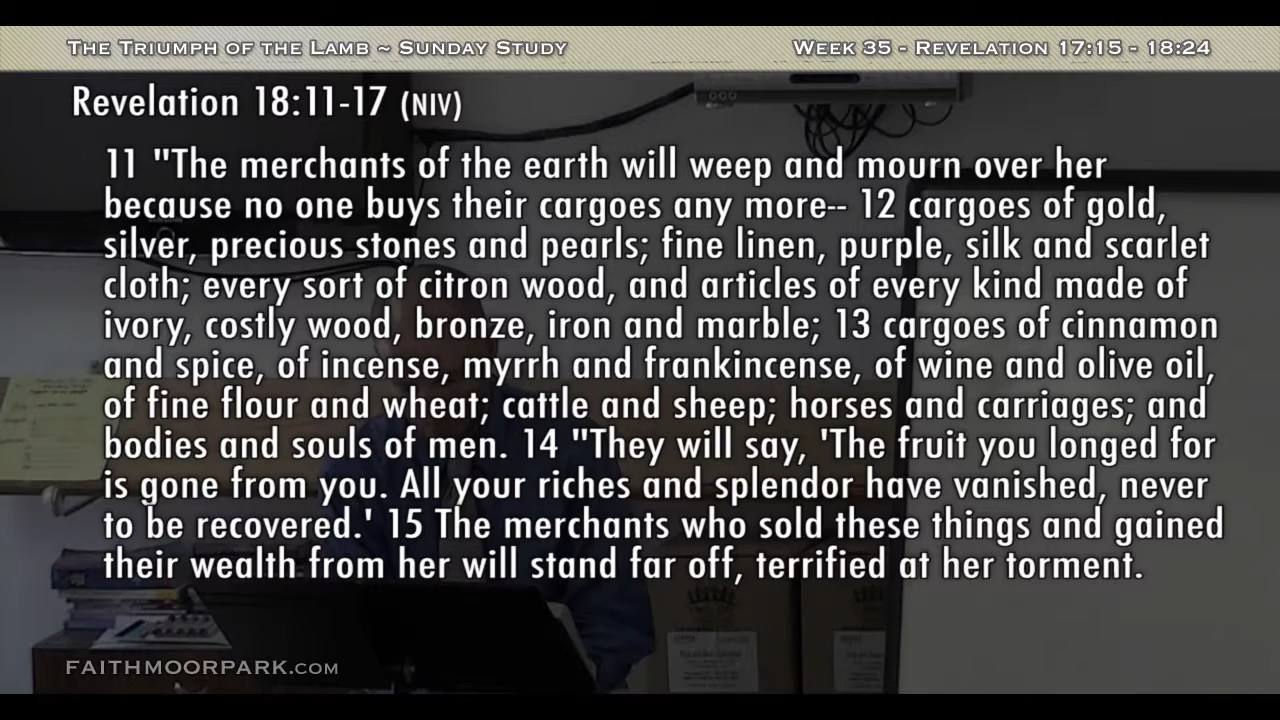 The Triumph of the Lamb ~ Sunday Study
Week 35 - Revelation 17:15 - 18:24
Revelation 18:11-17 (NIV)
11 "The merchants of the earth will weep and mourn over her
because no one buys their cargoes any more-- 12 cargoes of gold,
silver, precious stones and pearls; fine linen, purple, silk and scarlet
cloth; every sort of citron wood, and articles of every kind made of
ivory, costly wood, bronze, iron and marble; 13 cargoes of cinnamon
and spice, of incense, myrrh and frankincense, of wine and olive oil,
of fine flour and wheat; cattle and sheep; horses and carriages; and
bodies and souls of men. 14 "They will say, 'The fruit you longed for
is gone from you. All your riches and splendor have vanished, never
to be recovered.' 15 The merchants who sold these things and gained
their wealth from her will stand far off, terrified at her torment.
FAITHMOORPARK.COM